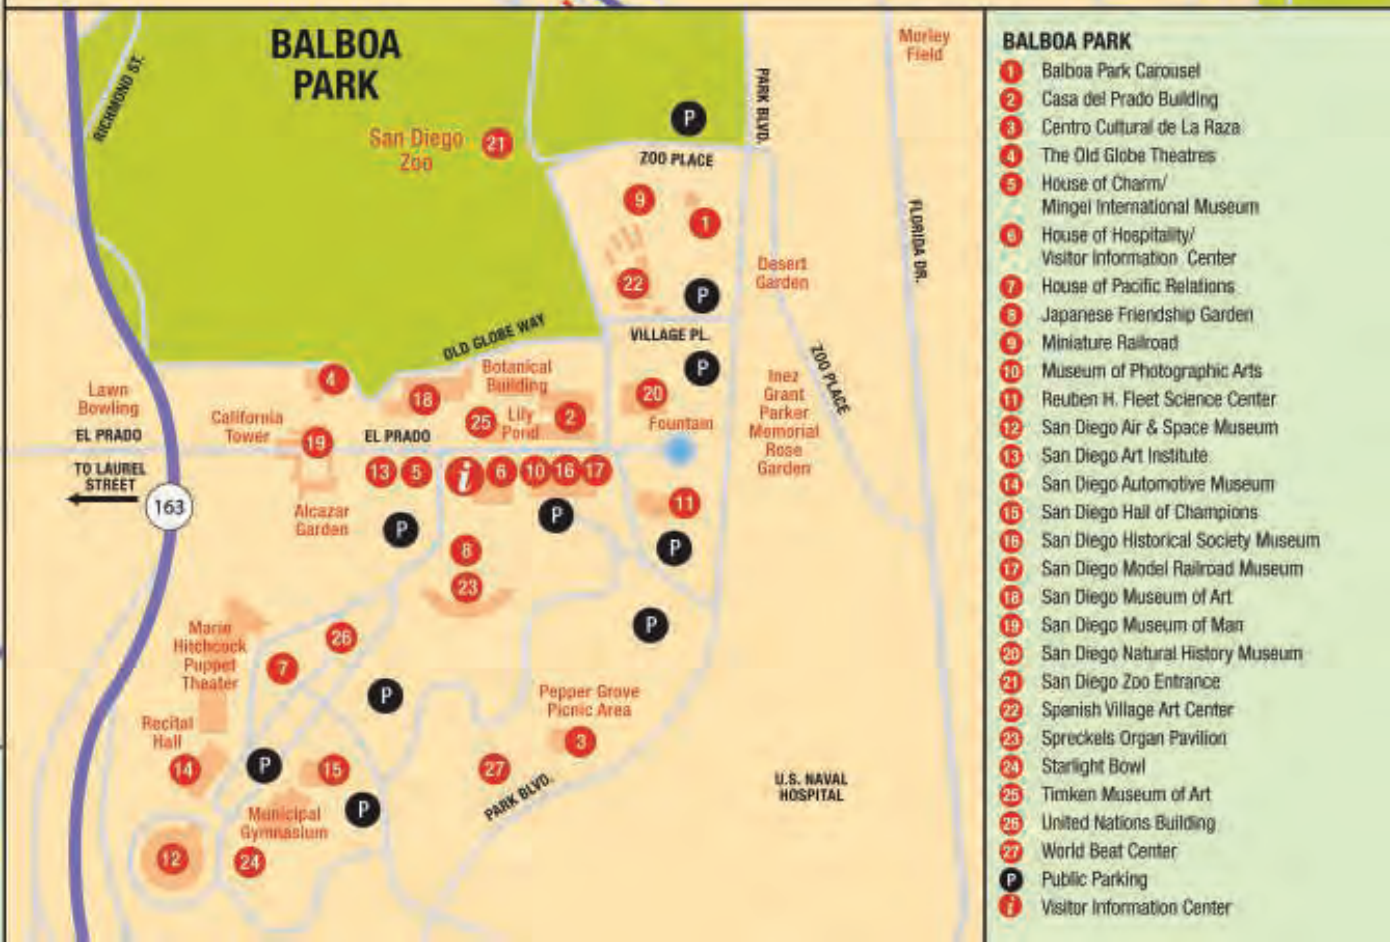 BALBOA
PARK
RICHMOND ST.
San Diego
Zoo
21
P
PARK BLVD.
Morley
Field
ZOO PLACE
9
1
FLORIDA DR.
22
P
Desert
Garden
OLD GLOBE WAY
VILLAGE PL.
ZOO PLACE
4
Botanical
Building
P
Lawn
Bowling
18
20
Inez
Grant
Parker
Memorial
Rose
Garden
California
Tower
25
Lily
Pond
2
Fountain
EL PRADO
19
EL PRADO
TO LAUREL
STREET
13
5
i
6
10
16
17
163
Alcazar
Garden
P
P
11
8
P
23
Marie
Hitchcock
Puppet
Theater
26
P
7
P
Pepper Grove
Picnic Area
Recital
Hall
3
14
P
15
27
PARK BLVD.
U.S. NAVAL
HOSPITAL
Municipal
Gymnasium
P
12
24
BALBOA PARK
1 Balboa Park Carousel
2 Casa del Prado Building
3 Centro Cultural de La Raza
4 The Old Globe Theatres
5 House of Charm/
Mingei International Museum
6 House of Hospitality/
Visitor Information Center
7 House of Pacific Relations
8 Japanese Friendship Garden
9 Miniature Railroad
10 Museum of Photographic Arts
11 Reuben H. Fleet Science Center
12 San Diego Air & Space Museum
13 San Diego Art Institute
14 San Diego Automotive Museum
15 San Diego Hall of Champions
16 San Diego Historical Society Museum
17 San Diego Model Railroad Museum
18 San Diego Museum of Art
19 San Diego Museum of Man
20 San Diego Natural History Museum
21 San Diego Zoo Entrance
22 Spanish Village Art Center
23 Spreckels Organ Pavilion
24 Starlight Bowl
25 Timken Museum of Art
26 United Nations Building
27 World Beat Center
P Public Parking
i Visitor Information Center